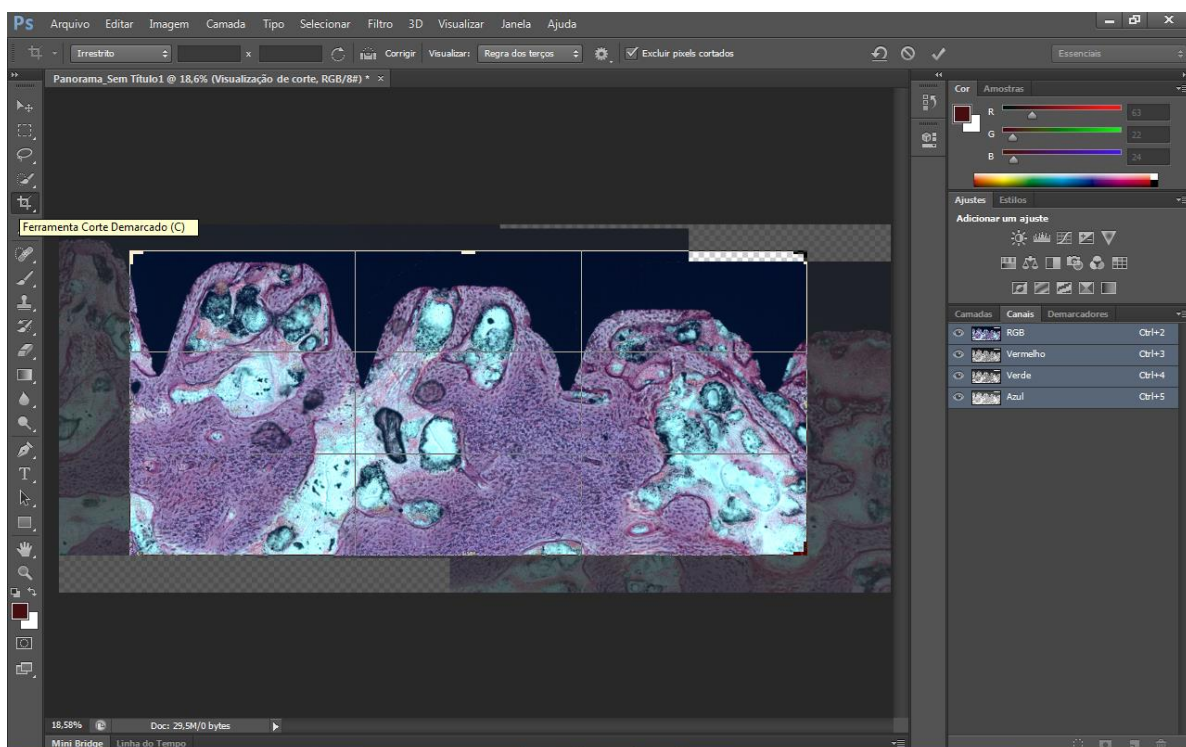 Ps Arquivo Editar Imagem Camada Tipo Selecionar Filtro 3D Visualizar Janela Ajuda
Irrestrito x Corrigir Visualizar: Regra dos terços Excluir pixels cortados Essenciais
Panorama_Sem Título1 @ 18,6% (Visualização de corte, RGB/8#) * ×
Cor Amostras
R 63
G 22
B 24
Ajustes Estilos
Adicionar um ajuste
Ferramenta Corte Demarcado (C)
Camadas Canais Demarcadores
RGB Ctrl+2
Vermelho Ctrl+3
Verde Ctrl+4
Azul Ctrl+5
18,58% Doc: 29,5M/0 bytes
Mini Bridge Linha do Tempo